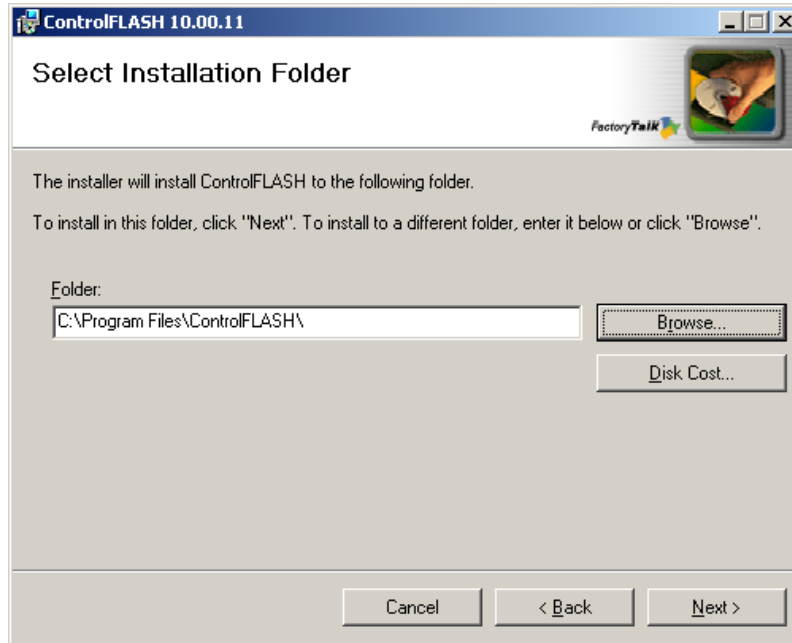 ControlFLASH 10.00.11
Select Installation Folder
FactoryTalk
The installer will install ControlFLASH to the following folder.
To install in this folder, click "Next". To install to a different folder, enter it below or click "Browse".
Folder:
C:\Program Files\ControlFLASH\
Browse...
Disk Cost...
Cancel
< Back
Next >